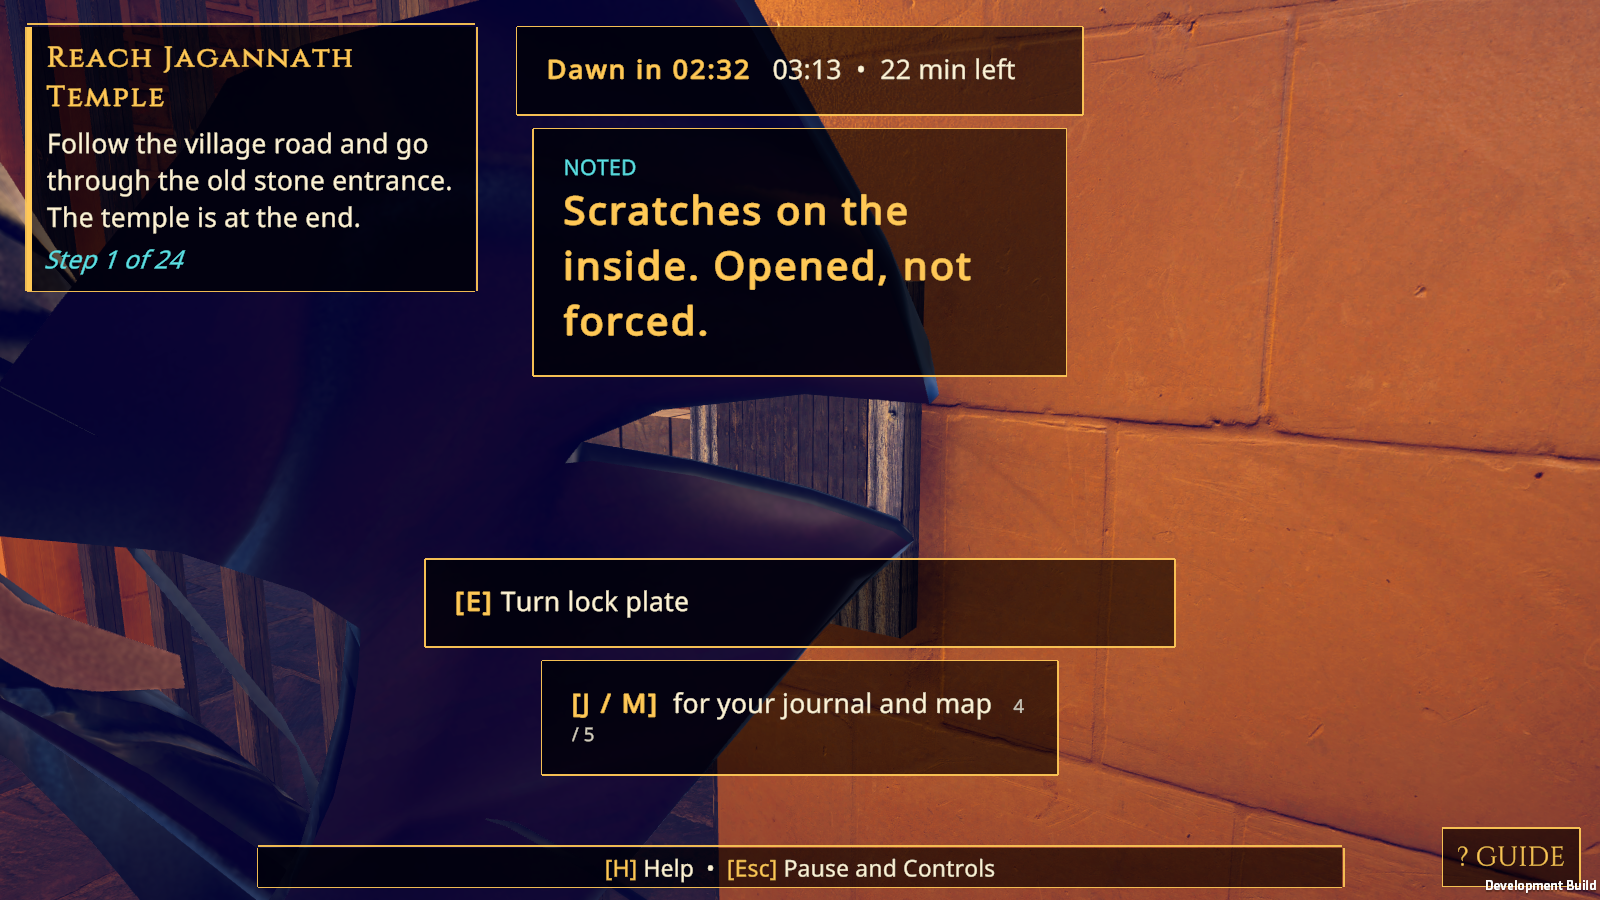 REACH JAGANNATH
TEMPLE
Follow the village road and go
through the old stone entrance.
The temple is at the end.
Step 1 of 24
Dawn in 02:32 03:13 • 22 min left
NOTED
Scratches on the
inside. Opened, not
forced.
[E] Turn lock plate
[J / M] for your journal and map 4
/ 5
[H] Help • [Esc] Pause and Controls
? GUIDE
Development Build